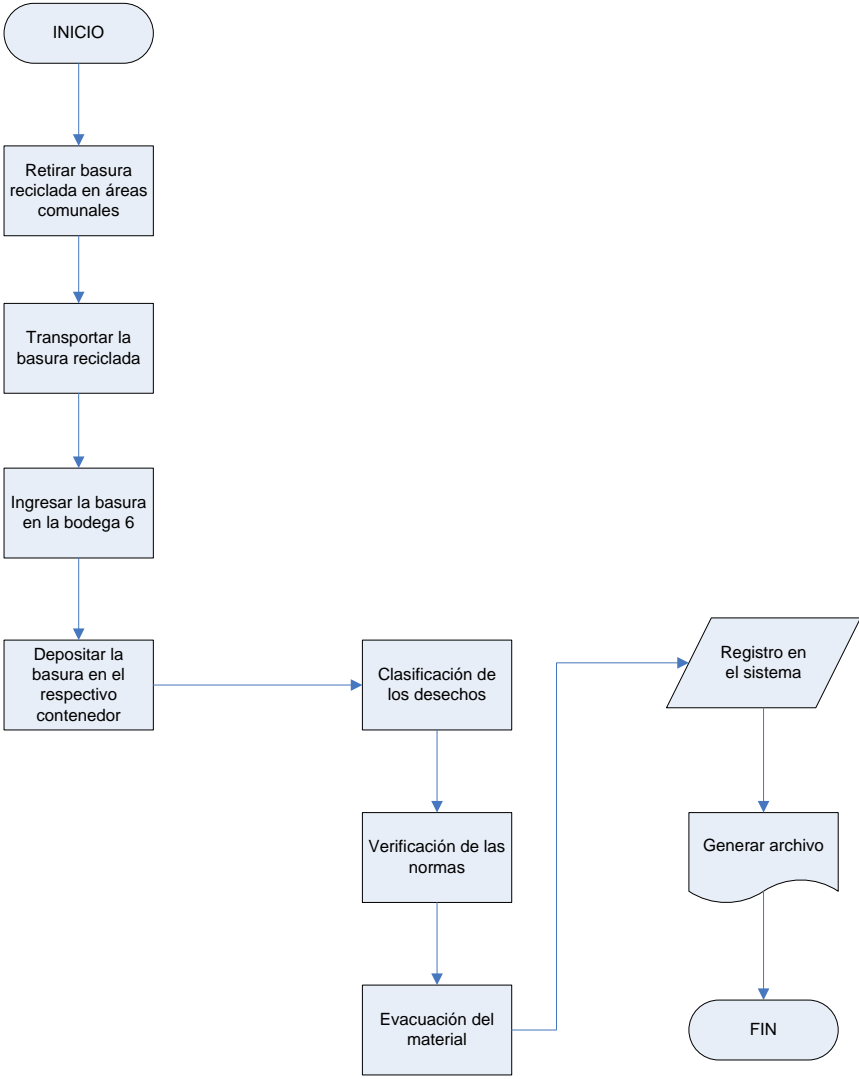 INICIO
Retirar basura
reciclada en áreas
comunales
Transportar la
basura reciclada
Ingresar la basura
en la bodega 6
Depositar la
basura en el
respectivo
contenedor
Clasificación de
los desechos
Verificación de las
normas
Evacuación del
material
Registro en
el sistema
Generar archivo
FIN